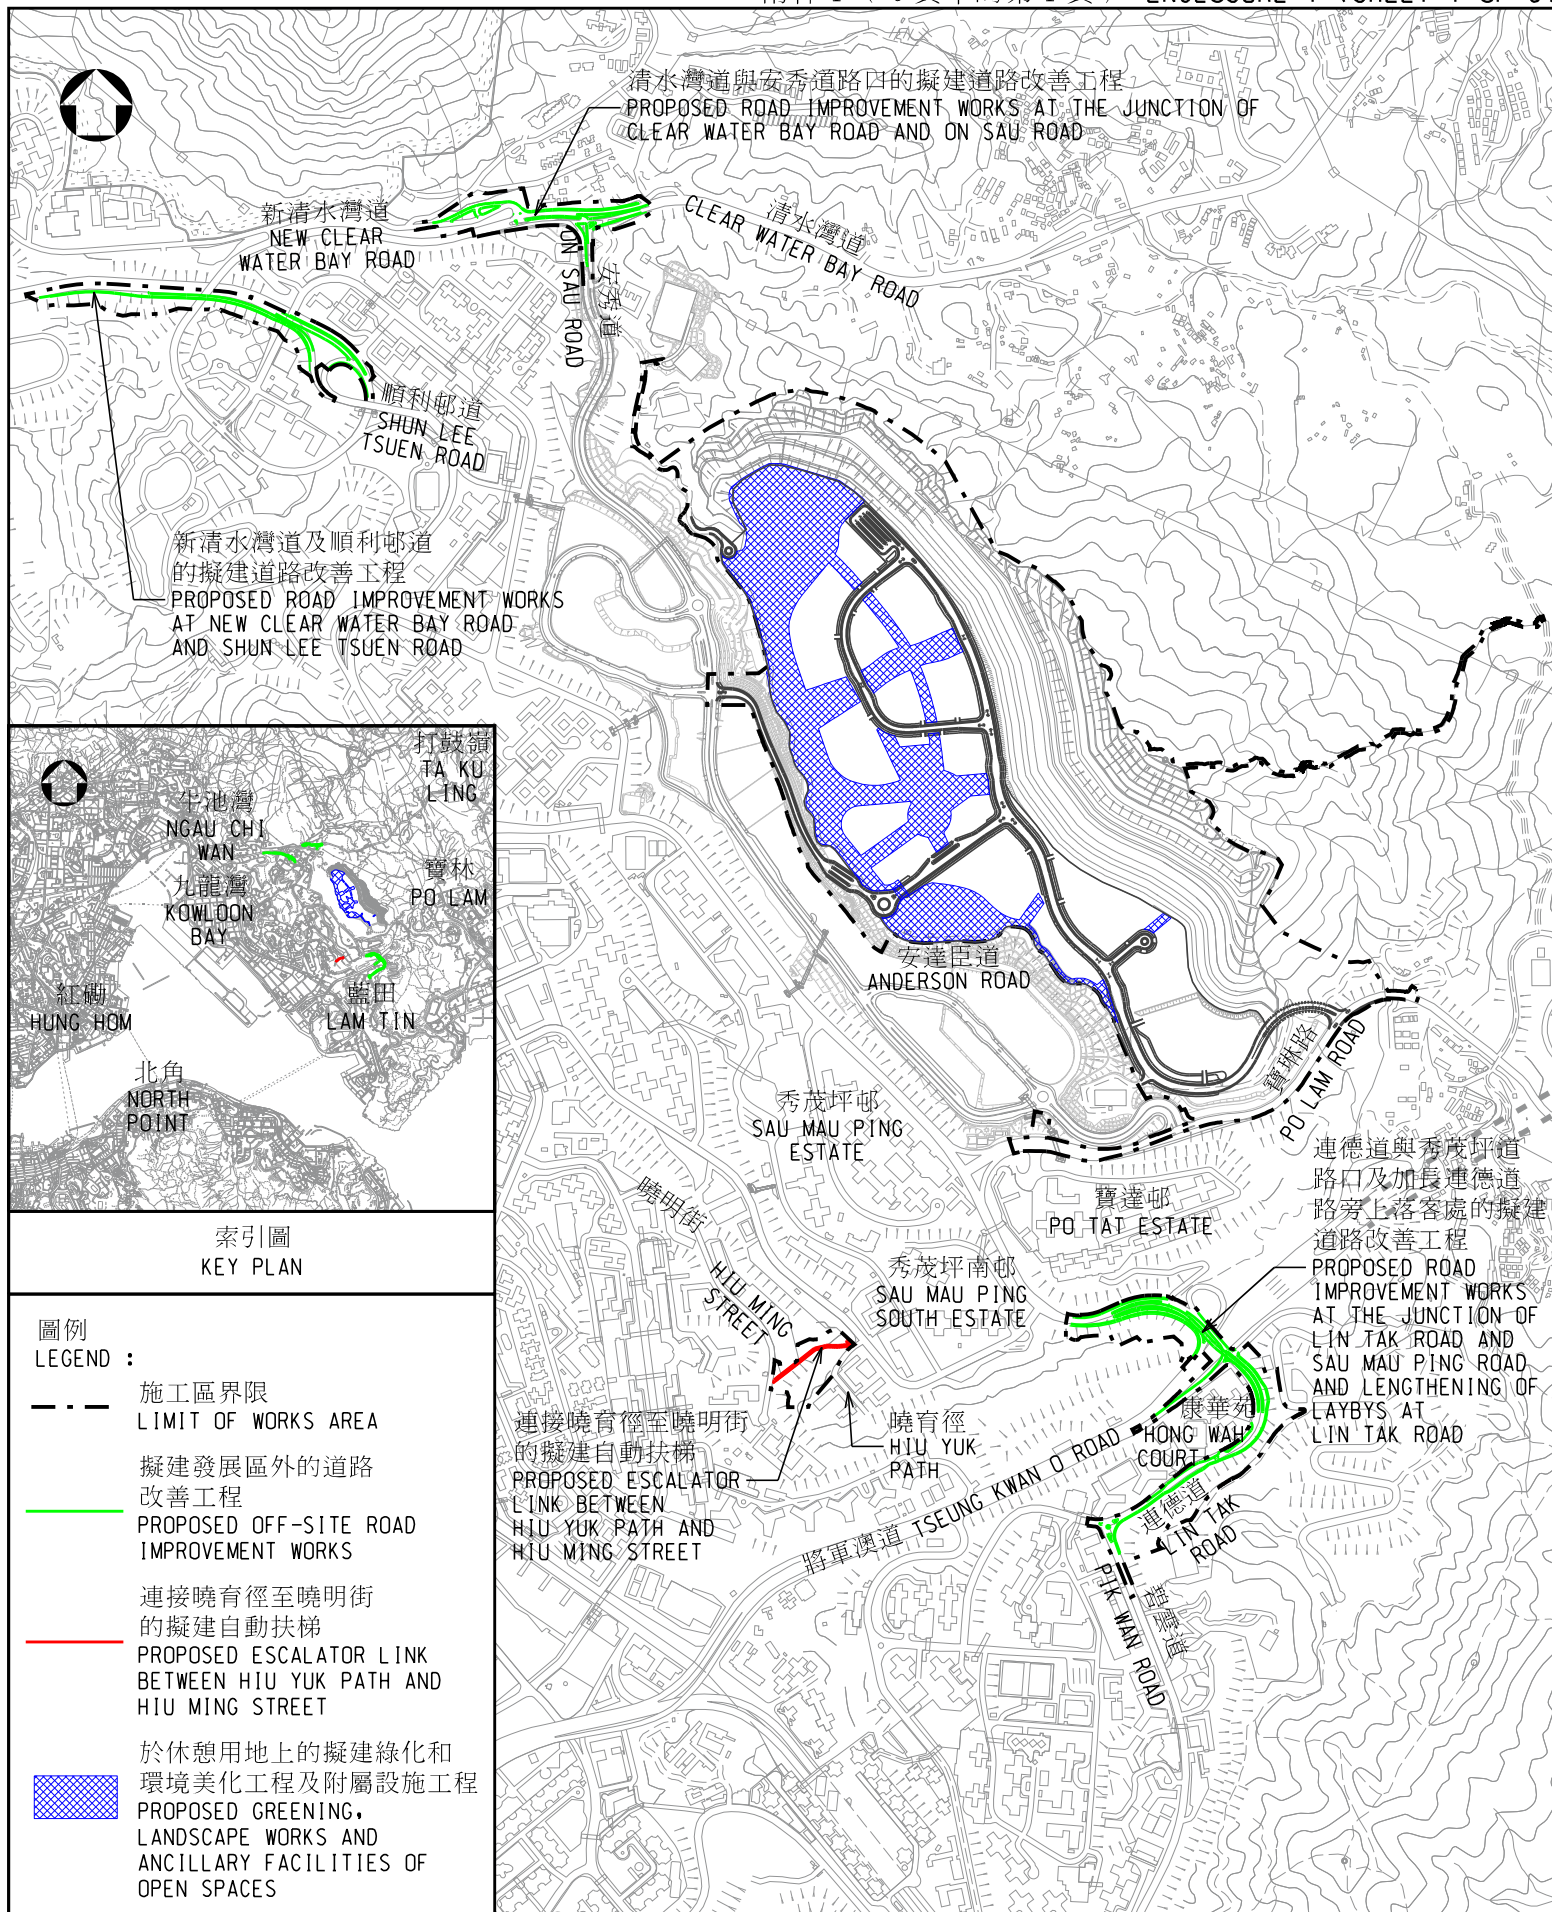 清水灣道與安秀道路口的擬建道路改善工程
PROPOSED ROAD IMPROVEMENT WORKS AT THE JUNCTION OF
CLEAR WATER BAY ROAD AND ON SAU ROAD
新清水灣道
NEW CLEAR
WATER BAY ROAD
清水灣道
CLEAR WATER BAY ROAD
安秀道
ON SAU ROAD
順利邨道
SHUN LEE
TSUEN ROAD
新清水灣道及順利邨道
的擬建道路改善工程
PROPOSED ROAD IMPROVEMENT WORKS
AT NEW CLEAR WATER BAY ROAD
AND SHUN LEE TSUEN ROAD
打鼓嶺
TA KU
LING
牛池灣
NGAU CHI
WAN
寶林
PO LAM
九龍灣
KOWLOON
BAY
紅磡
HUNG HOM
藍田
LAM TIN
北角
NORTH
POINT
索引圖
KEY PLAN
安達臣道
ANDERSON ROAD
寶琳路
PO LAM ROAD
秀茂坪邨
SAU MAU PING
ESTATE
寶達邨
PO TAT ESTATE
曉明街
HIU MING
STREET
秀茂坪南邨
SAU MAU PING
SOUTH ESTATE
連德道與秀茂坪道
路口及加長連德道
路旁上落客處的擬建
道路改善工程
PROPOSED ROAD
IMPROVEMENT WORKS
AT THE JUNCTION OF
LIN TAK ROAD AND
SAU MAU PING ROAD
AND LENGTHENING OF
LAYBYS AT
LIN TAK ROAD
連接曉育徑至曉明街
的擬建自動扶梯
PROPOSED ESCALATOR
LINK BETWEEN
HIU YUK PATH AND
HIU MING STREET
曉育徑
HIU YUK
PATH
康華苑
HONG WAH
COURT
將軍澳道 TSEUNG KWAN O ROAD
連德道
LIN TAK
ROAD
碧雲道
PIK WAN ROAD
圖例
LEGEND :
施工區界限
LIMIT OF WORKS AREA
擬建發展區外的道路
改善工程
PROPOSED OFF-SITE ROAD
IMPROVEMENT WORKS
連接曉育徑至曉明街
的擬建自動扶梯
PROPOSED ESCALATOR LINK
BETWEEN HIU YUK PATH AND
HIU MING STREET
於休憩用地上的擬建綠化和
環境美化工程及附屬設施工程
PROPOSED GREENING,
LANDSCAPE WORKS AND
ANCILLARY FACILITIES OF
OPEN SPACES